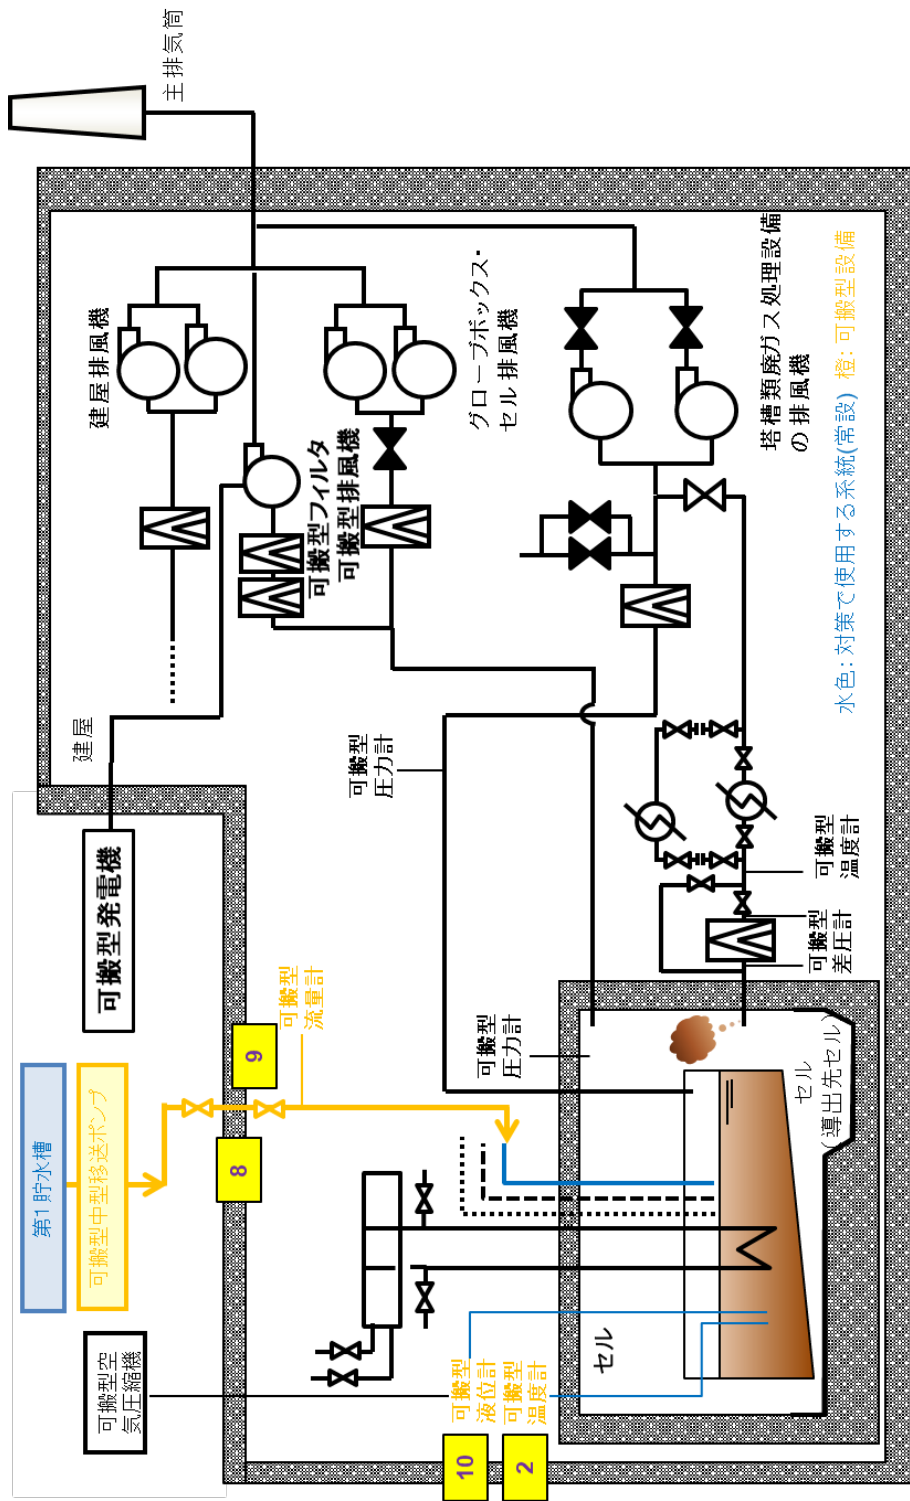 主排気筒
建屋排風機
グローブボックス・
セル排風機
塔槽類廃ガス処理設備
の排風機
可搬型フィルタ
可搬型排風機
建屋
可搬型
圧力計
可搬型発電機
可搬型
温度計
可搬型
差圧計
可搬型
流量計
可搬型
圧力計
第1貯水槽
可搬型中型移送ポンプ
9
8
セル
(導出先セル)
セル
可搬型空
気圧縮機
可搬型
液位計
可搬型
温度計
10
2
水色:対策で使用する系統(常設) 橙:可搬型設備